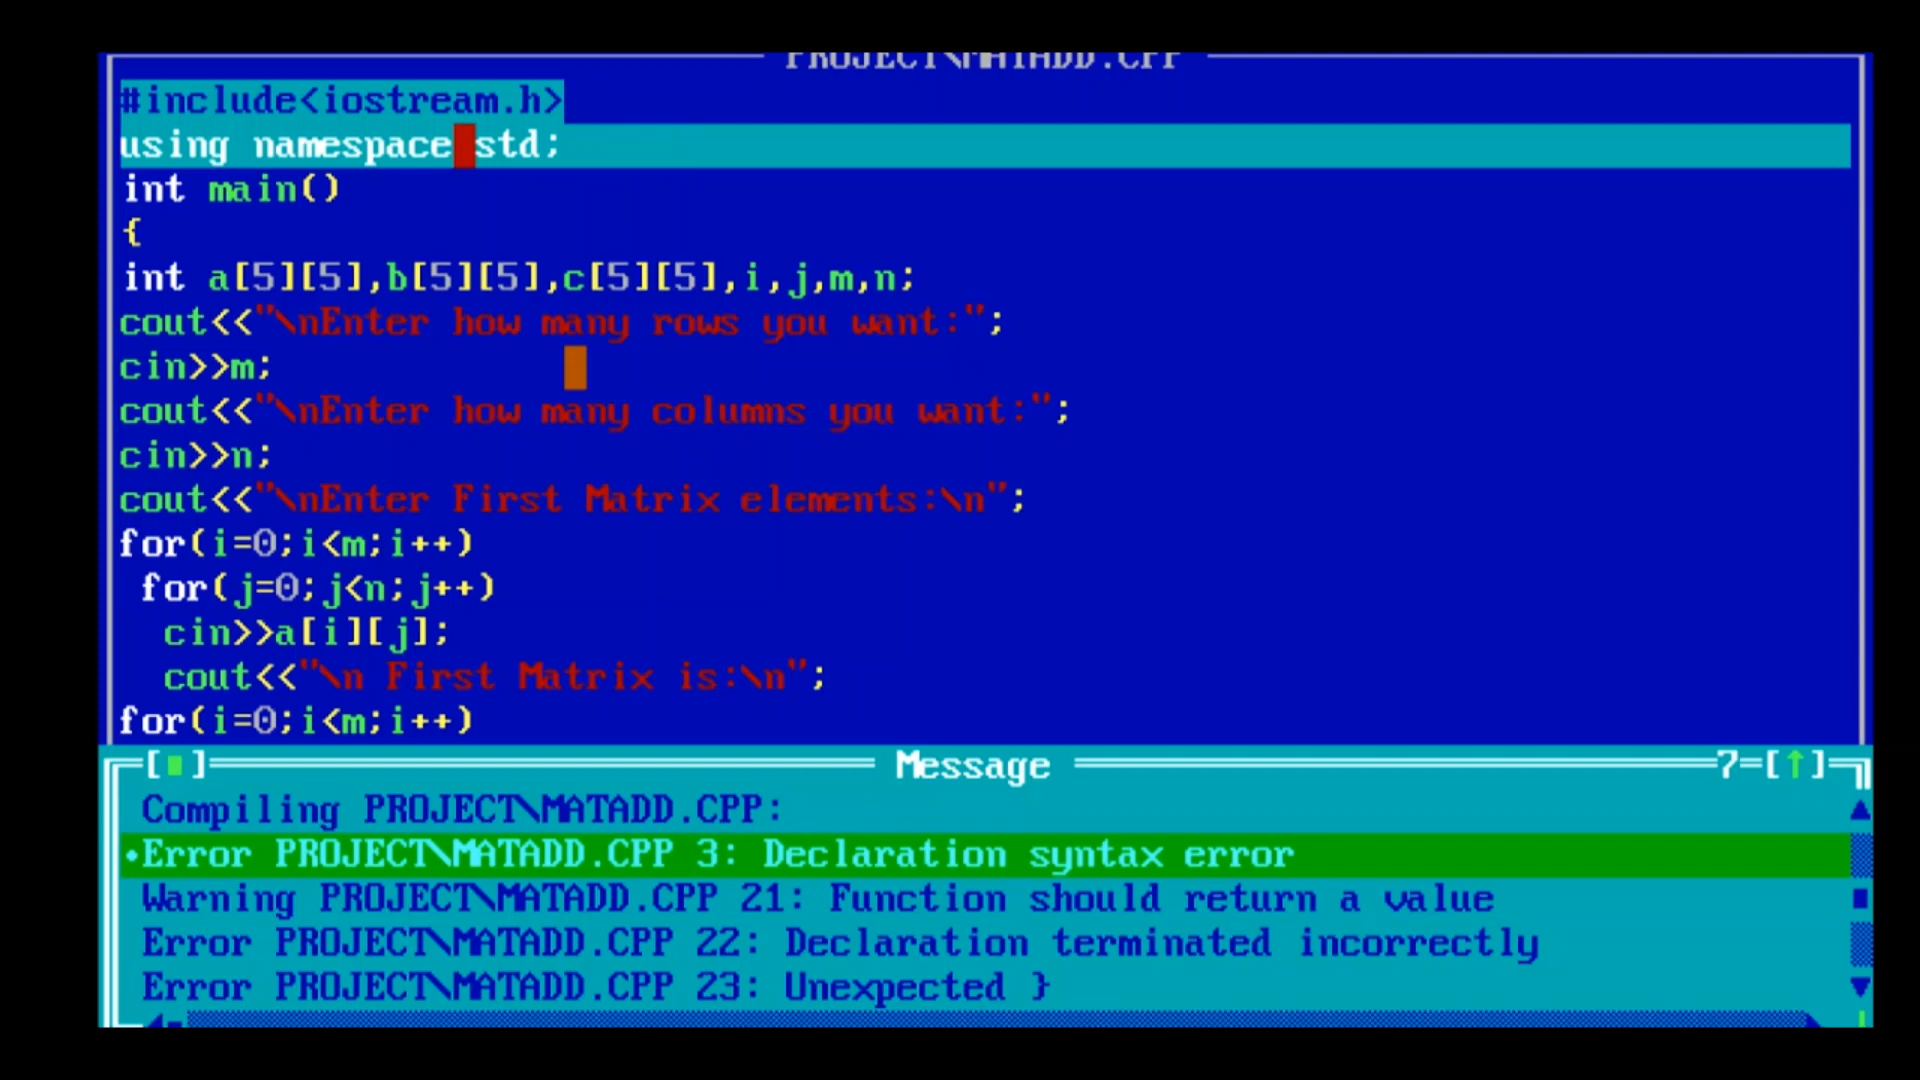 PROJECT\MATADD.CPP
#include<iostream.h>
using namespace std;
int main()
{
int a[5][5],b[5][5],c[5][5],i,j,m,n;
cout<<"\nEnter how many rows you want:";
cin>>m;
cout<<"\nEnter how many columns you want:";
cin>>n;
cout<<"\nEnter First Matrix elements:\n";
for(i=0;i<m;i++)
 for(j=0;j<n;j++)
  cin>>a[i][j];
  cout<<"\n First Matrix is:\n";
for(i=0;i<m;i++)
[■] Message 7=[↑]
Compiling PROJECT\MATADD.CPP:
•Error PROJECT\MATADD.CPP 3: Declaration syntax error
Warning PROJECT\MATADD.CPP 21: Function should return a value
Error PROJECT\MATADD.CPP 22: Declaration terminated incorrectly
Error PROJECT\MATADD.CPP 23: Unexpected }